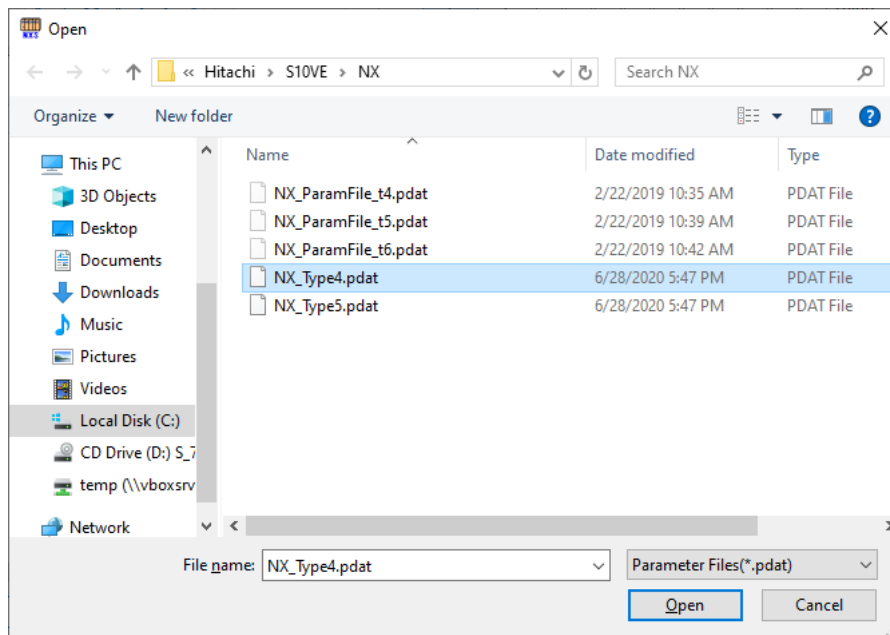 NXS Open
« Hitachi > S10VE > NX Search NX
Organize New folder
This PC
3D Objects
Desktop
Documents
Downloads
Music
Pictures
Videos
Local Disk (C:)
CD Drive (D:) S_7
temp (\\vboxsrv
Network
Name Date modified Type
NX_ParamFile_t4.pdat 2/22/2019 10:35 AM PDAT File
NX_ParamFile_t5.pdat 2/22/2019 10:39 AM PDAT File
NX_ParamFile_t6.pdat 2/22/2019 10:42 AM PDAT File
NX_Type4.pdat 6/28/2020 5:47 PM PDAT File
NX_Type5.pdat 6/28/2020 5:47 PM PDAT File
File name: NX_Type4.pdat Parameter Files(*.pdat)
Open Cancel